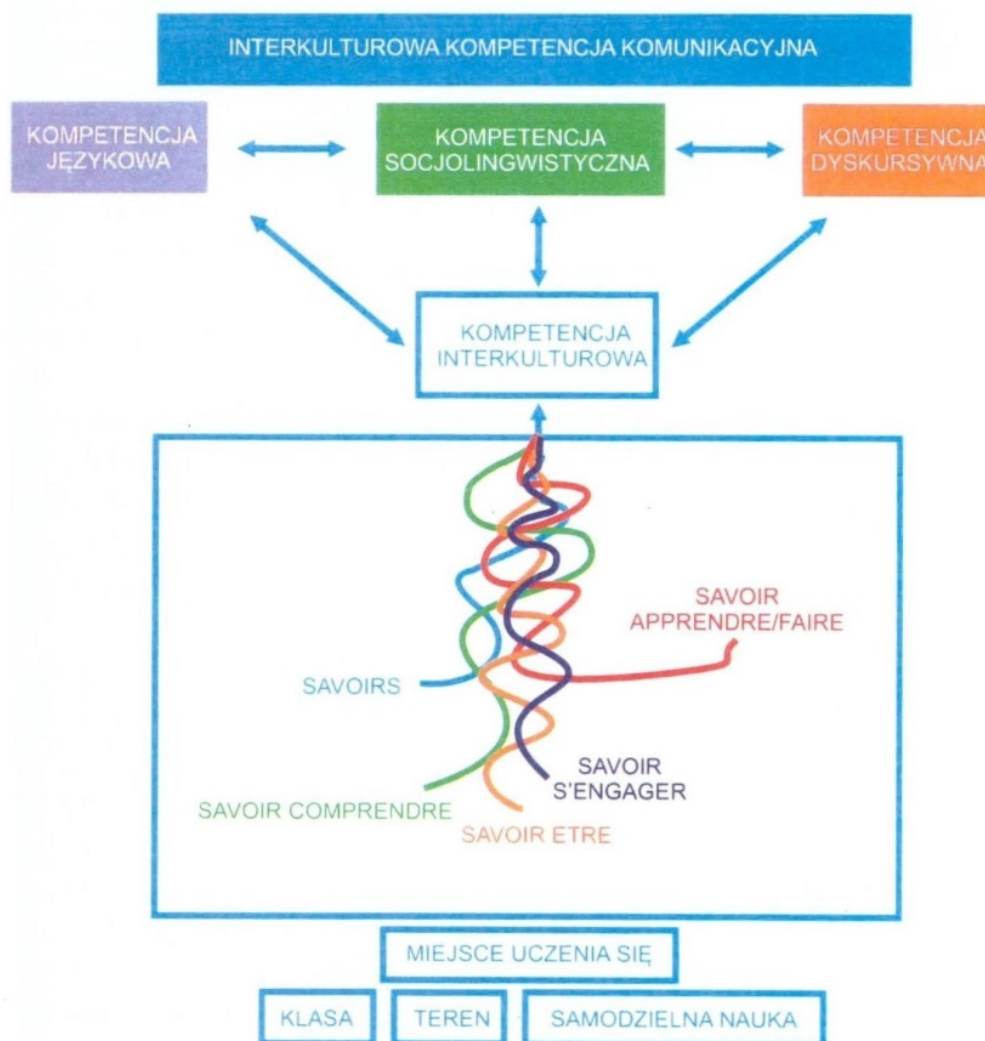 INTERKULTUROWA KOMPETENCJA KOMUNIKACYJNA
KOMPETENCJA
JĘZYKOWA
KOMPETENCJA
SOCJOLINGWISTYCZNA
KOMPETENCJA
DYSKURSYWNA
KOMPETENCJA
INTERKULTUROWA
SAVOIR
APPRENDRE/FAIRE
SAVOIRS
SAVOIR
S'ENGAGER
SAVOIR COMPRENDRE
SAVOIR ETRE
MIEJSCE UCZENIA SIĘ
KLASA
TEREN
SAMODZIELNA NAUKA